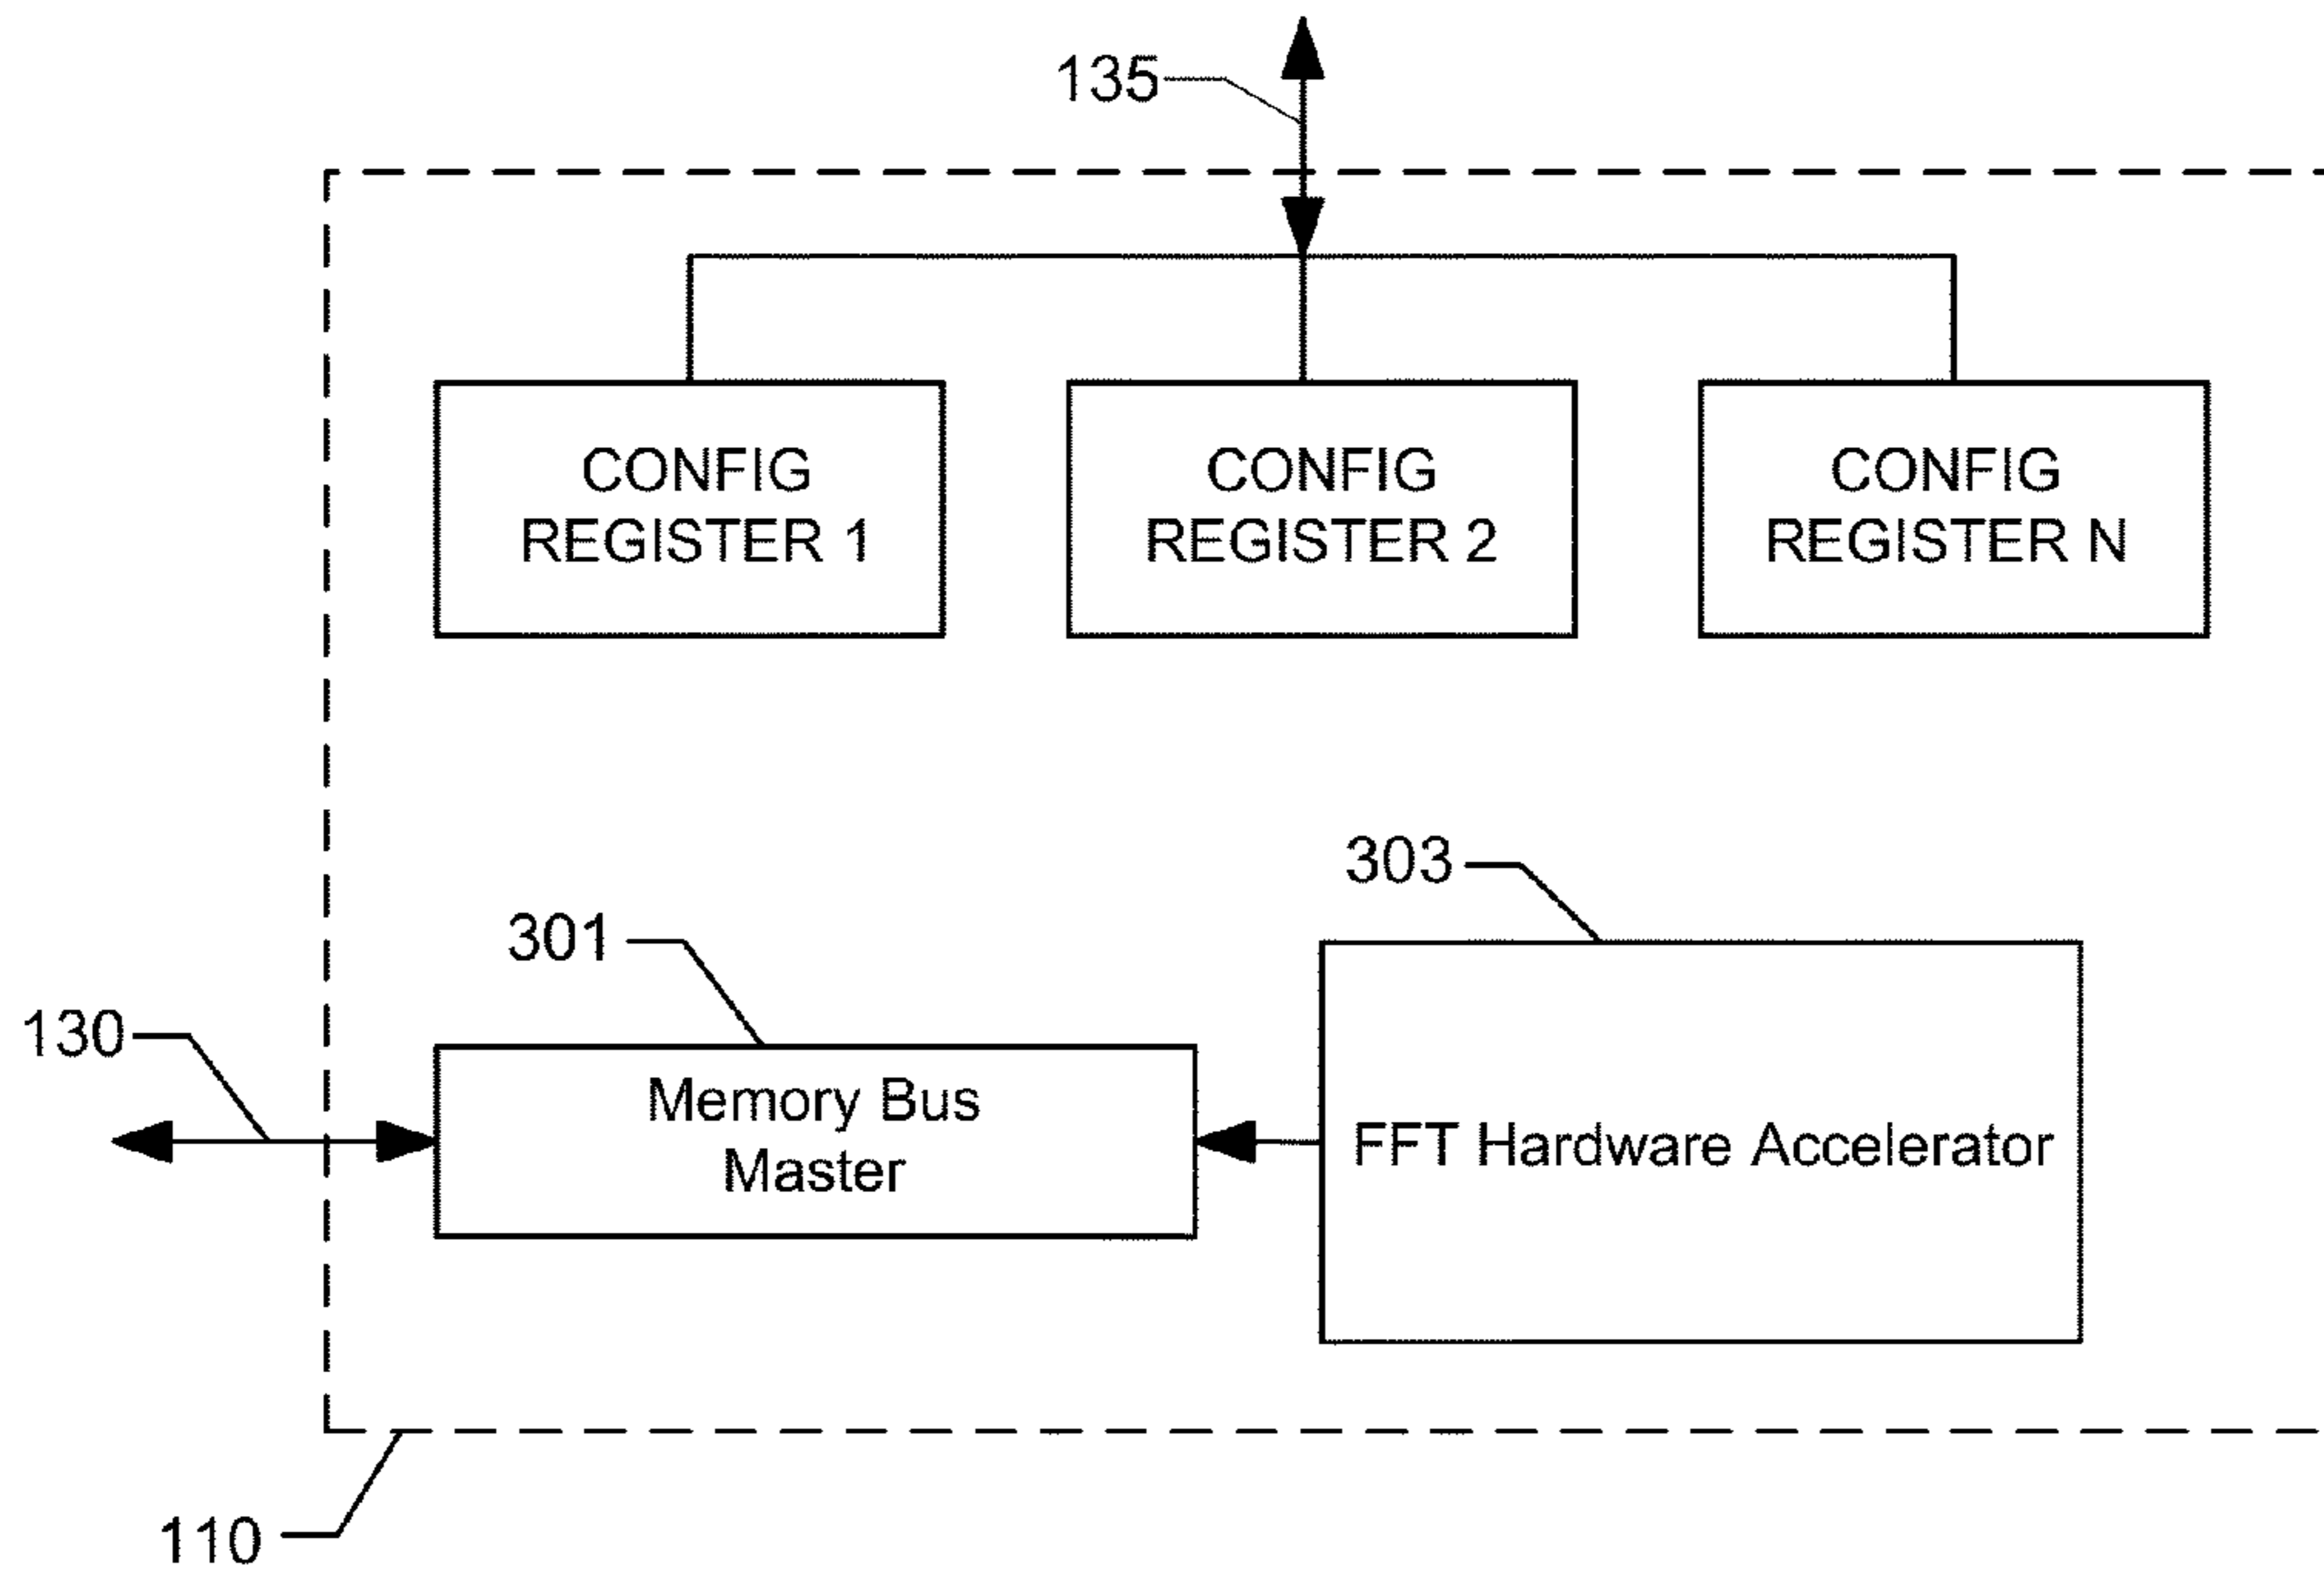 135
CONFIG
REGISTER 1
CONFIG
REGISTER 2
CONFIG
REGISTER N
303
301
130
Memory Bus
Master
FFT Hardware Accelerator
110